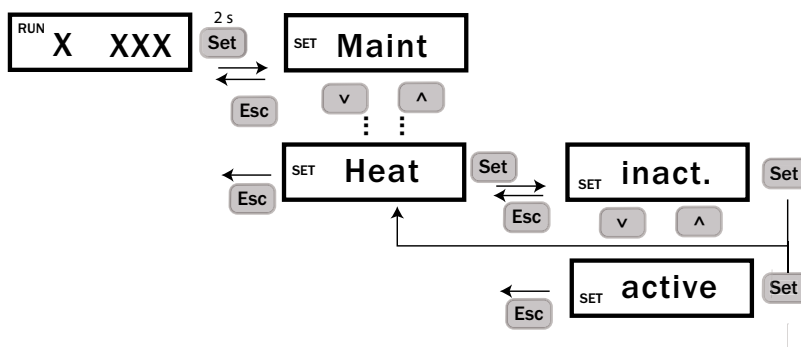 2 s
RUN X XXX Set SET Maint
Esc v ^
SET Heat Set SET inact. Set
Esc Esc v ^
SET active Set
Esc